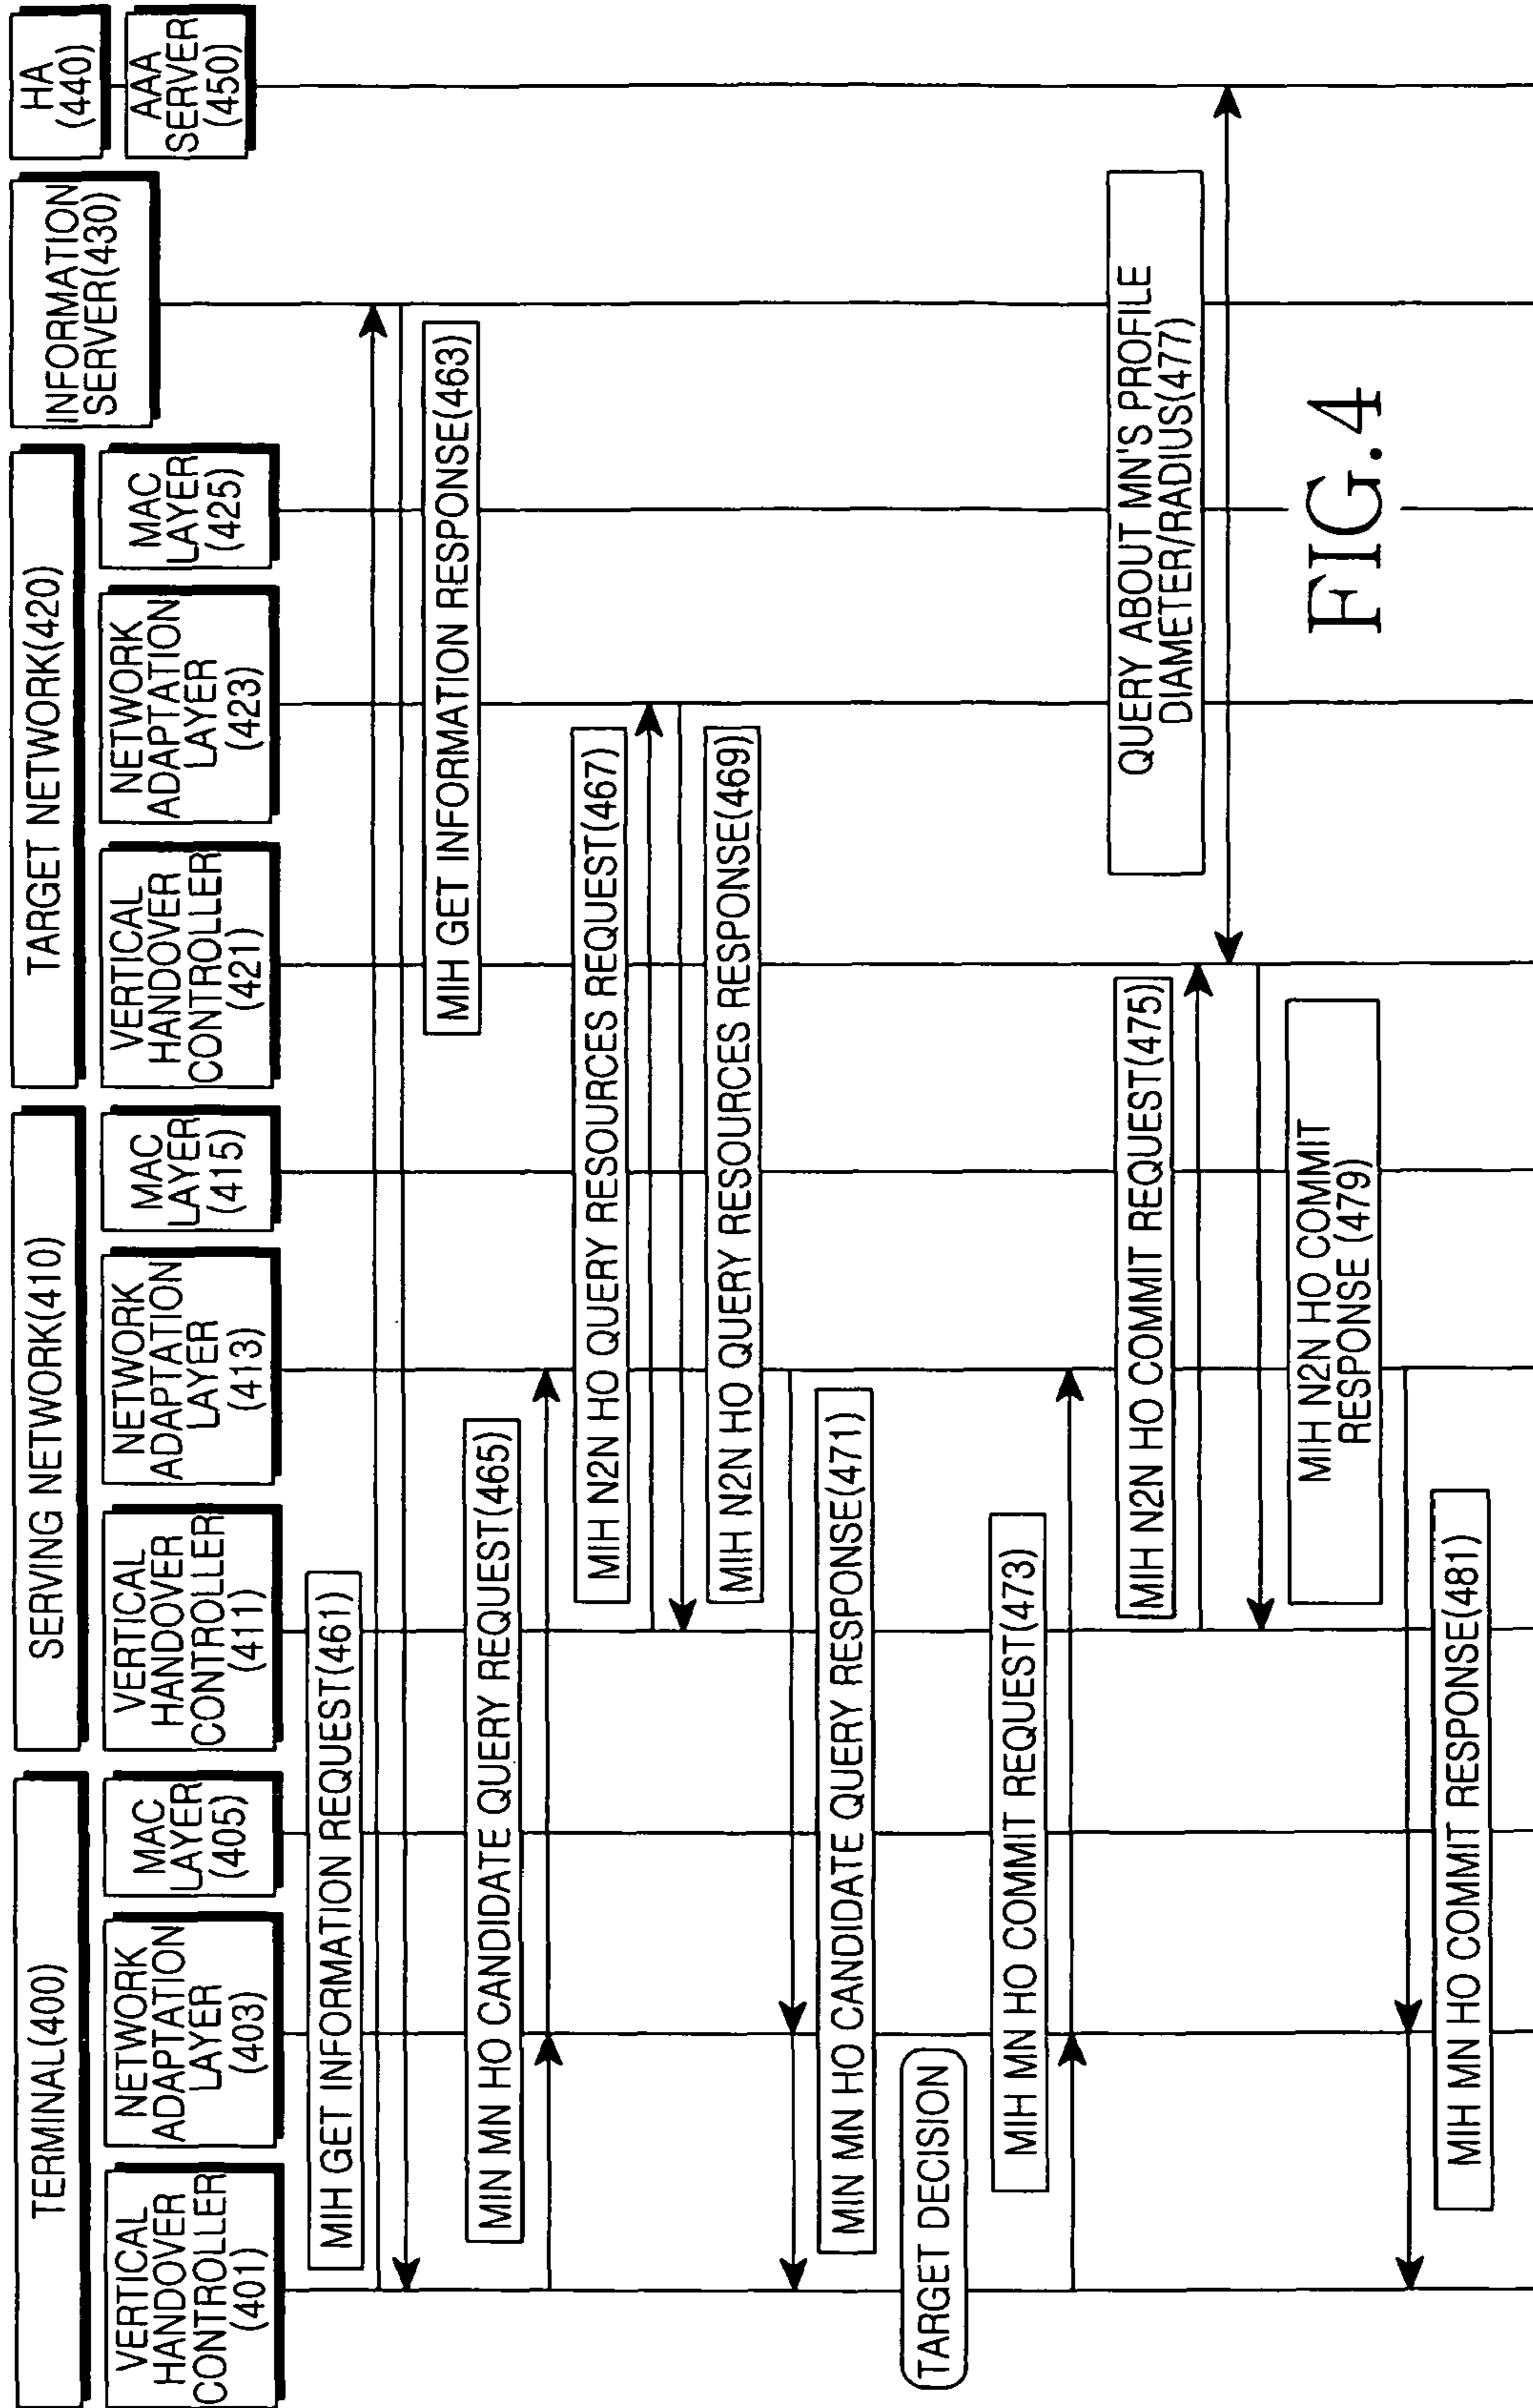 TERMINAL(400)
SERVING NETWORK(410)
TARGET NETWORK(420)
INFORMATION
SERVER(430)
HA
(440)
VERTICAL
HANDOVER
CONTROLLER
(401)
NETWORK
ADAPTATION
LAYER
(403)
MAC
LAYER
(405)
VERTICAL
HANDOVER
CONTROLLER
(411)
NETWORK
ADAPTATION
LAYER
(413)
MAC
LAYER
(415)
VERTICAL
HANDOVER
CONTROLLER
(421)
NETWORK
ADAPTATION
LAYER
(423)
MAC
LAYER
(425)
AAA
SERVER
(450)
MIH GET INFORMATION REQUEST(461)
MIH GET INFORMATION RESPONSE(463)
MIN MN HO CANDIDATE QUERY REQUEST(465)
MIH N2N HO QUERY RESOURCES REQUEST(467)
MIH N2N HO QUERY RESOURCES RESPONSE(469)
MIN MN HO CANDIDATE QUERY RESPONSE(471)
TARGET DECISION
MIH MN HO COMMIT REQUEST(473)
MIH N2N HO COMMIT REQUEST(475)
QUERY ABOUT MN'S PROFILE
DIAMETER/RADIUS(477)
MIH N2N HO COMMIT
RESPONSE (479)
MIH MN HO COMMIT RESPONSE(481)
FIG.4